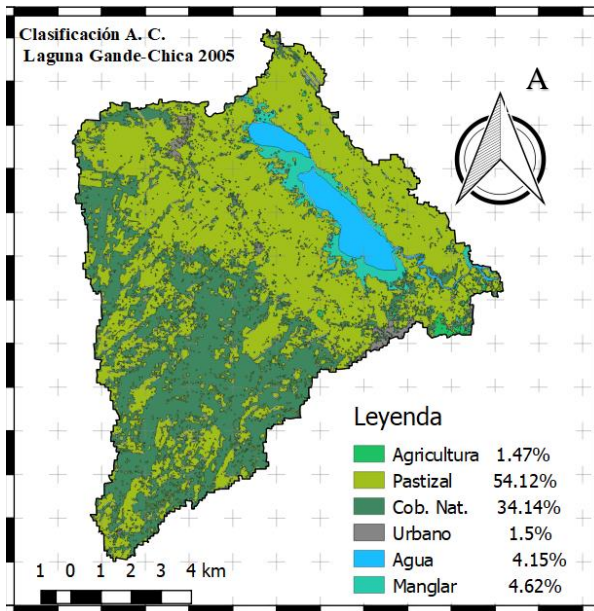 Clasificación A. C.
Laguna Gande-Chica 2005
A
Leyenda
Agricultura 1.47%
Pastizal 54.12%
Cob. Nat. 34.14%
Urbano 1.5%
Agua 4.15%
Manglar 4.62%
1 0 1 2 3 4 km